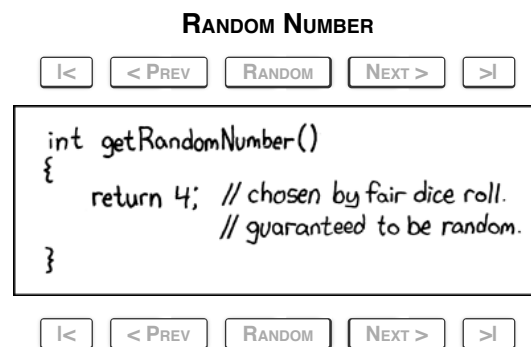 RANDOM NUMBER
|< < PREV RANDOM NEXT > >|
int getRandomNumber()
{
return 4; // chosen by fair dice roll.
// guaranteed to be random.
}
|< < PREV RANDOM NEXT > >|